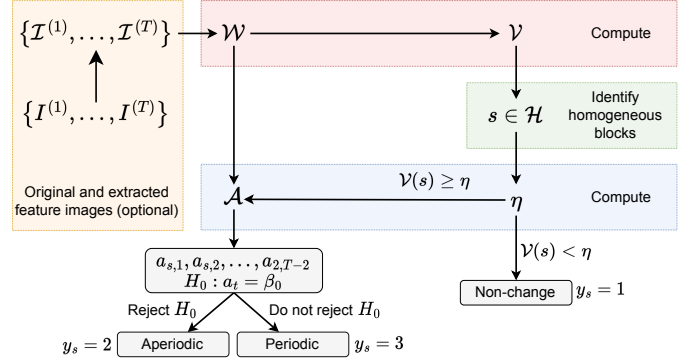 {𝓘^(1), . . . , 𝓘^(T)}
𝒲
𝒱
Compute
{I^(1), . . . , I^(T)}
s ∈ ℋ
Identify
homogeneous
blocks
Original and extracted
feature images (optional)
𝒜
𝒱(s) ≥ η
η
Compute
a_{s,1}, a_{s,2}, . . . , a_{2,T−2}
H_0 : a_t = β_0
𝒱(s) < η
Non-change
y_s = 1
Reject H_0
Do not reject H_0
y_s = 2
Aperiodic
Periodic
y_s = 3